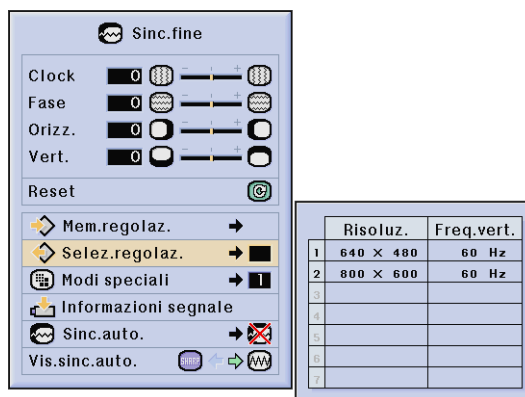 Sinc.fine
Clock 0 - +
Fase 0 - +
Orizz. 0 - +
Vert. 0 - +
Reset
Mem.regolaz.
Selez.regolaz.
Modi speciali 1
Informazioni segnale
Sinc.auto.
Vis.sinc.auto. SHARP
Risoluz. Freq.vert.
1 640 × 480 60 Hz
2 800 × 600 60 Hz
3
4
5
6
7